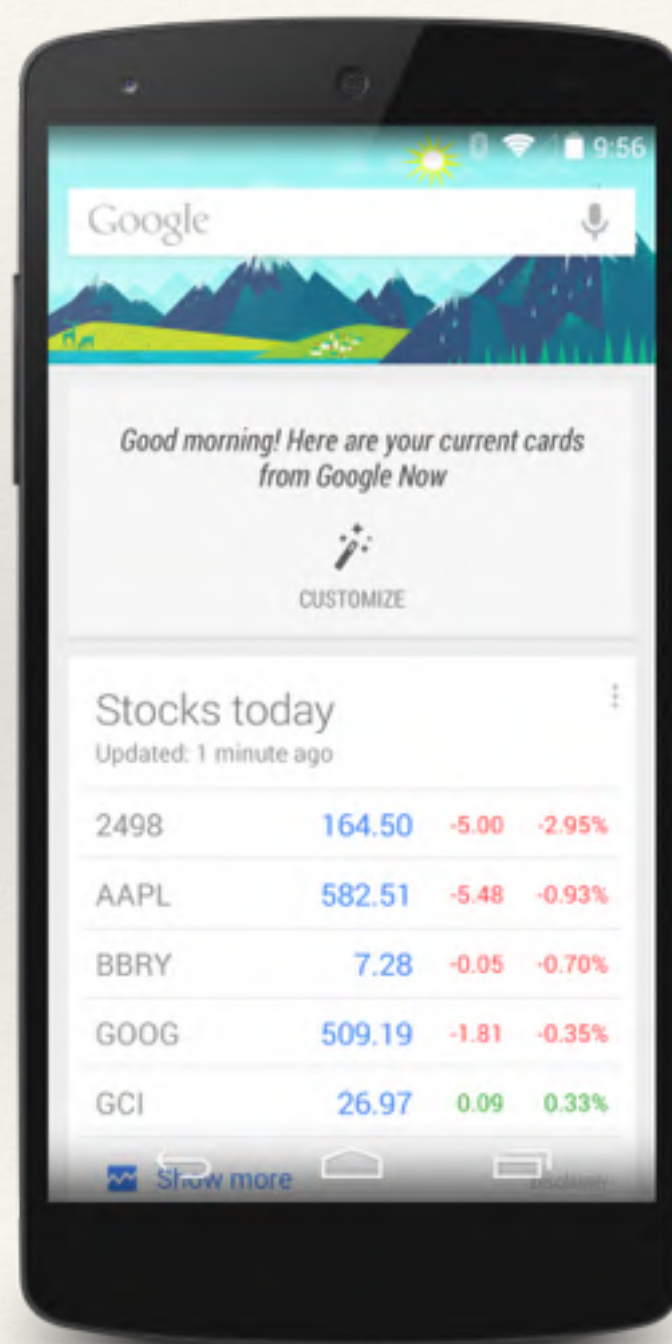 9:56
Google
Good morning! Here are your current cards
from Google Now
CUSTOMIZE
Stocks today
Updated: 1 minute ago
2498 164.50 -5.00 -2.95%
AAPL 582.51 -5.48 -0.93%
BBRY 7.28 -0.05 -0.70%
GOOG 509.19 -1.81 -0.35%
GCI 26.97 0.09 0.33%
Show more